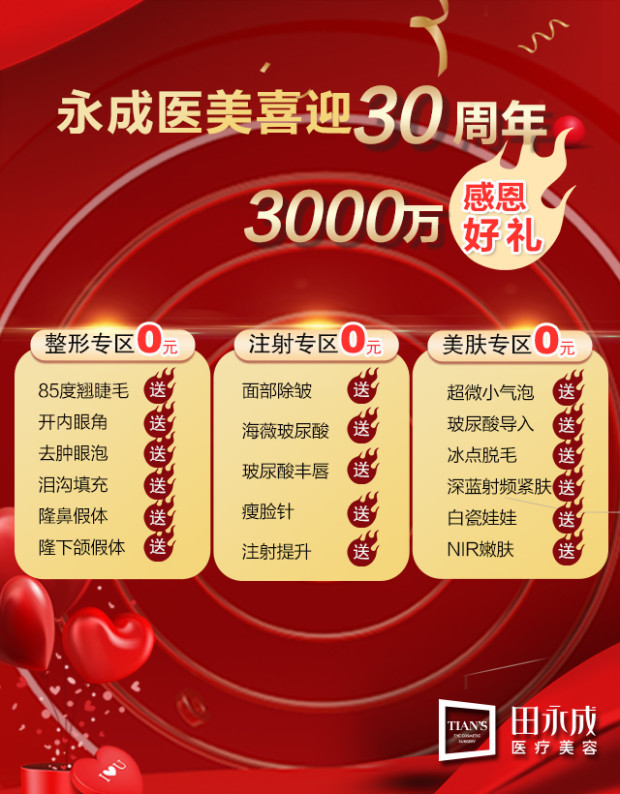 永成医美喜迎30周年
3000万
感恩
好礼
整形专区0元
85度翘睫毛 送
开内眼角 送
去肿眼泡 送
泪沟填充 送
隆鼻假体 送
隆下颌假体 送
注射专区0元
面部除皱 送
海薇玻尿酸 送
玻尿酸丰唇 送
瘦脸针 送
注射提升 送
美肤专区0元
超微小气泡 送
玻尿酸导入 送
冰点脱毛 送
深蓝射频紧肤 送
白瓷娃娃 送
NIR嫩肤 送
I♥U
TIAN'S
THE COSMETIC
SURGERY
田永成
医疗美容